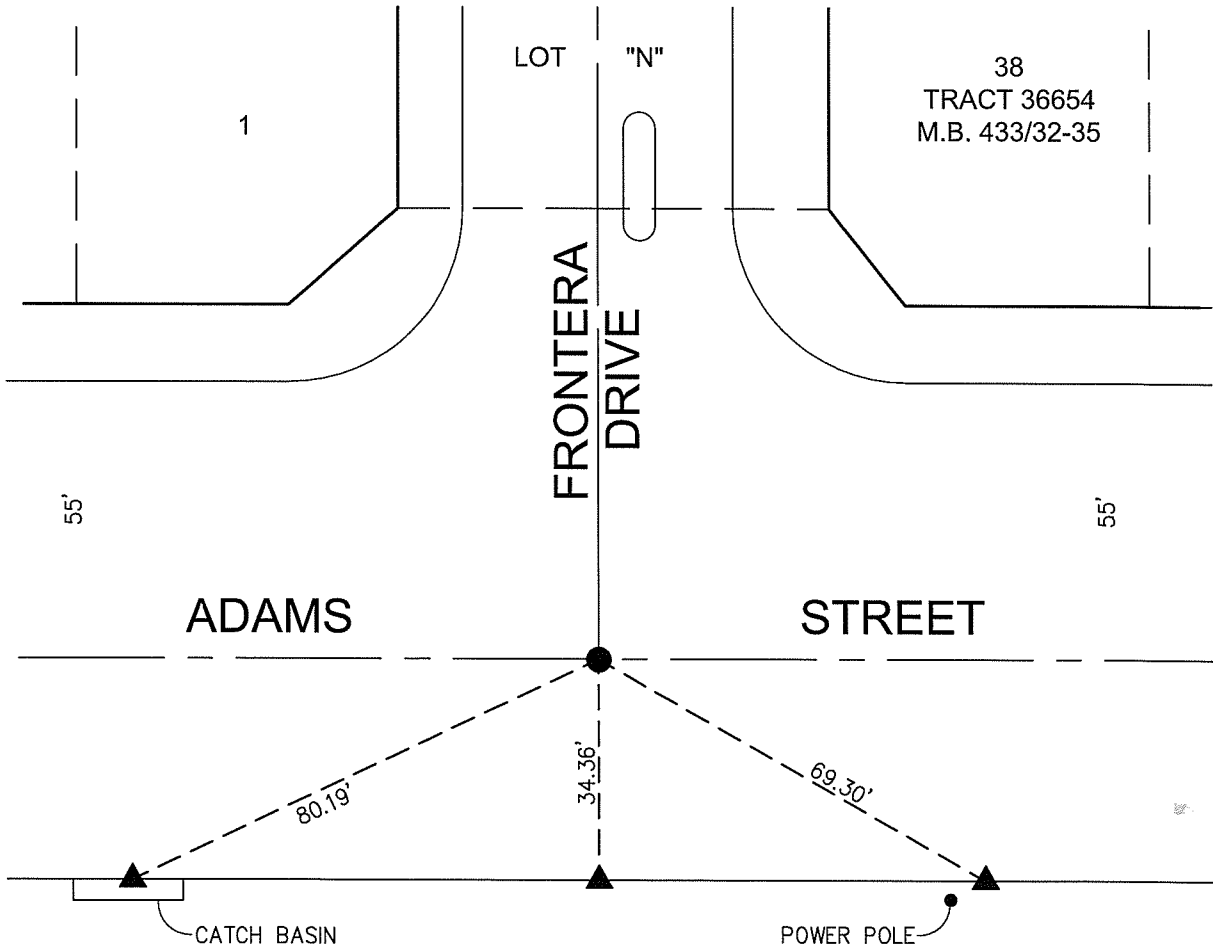 LOT "N"
1
38
TRACT 36654
M.B. 433/32-35
FRONTERA
DRIVE
55'
55'
ADAMS STREET
80.19'
34.36'
69.30'
CATCH BASIN
POWER POLE